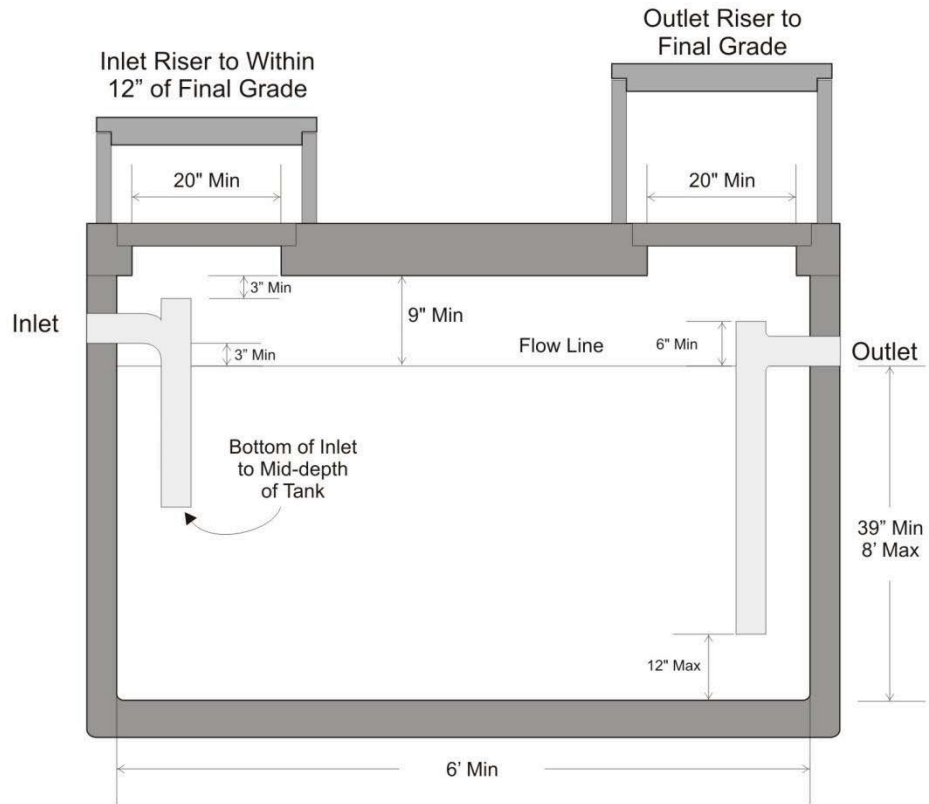 Outlet Riser to
Final Grade
Inlet Riser to Within
12” of Final Grade
20" Min
20" Min
3” Min
9" Min
Inlet
3” Min
Flow Line
6" Min
Outlet
Bottom of Inlet
to Mid-depth
of Tank
39” Min
8’ Max
12" Max
6’ Min